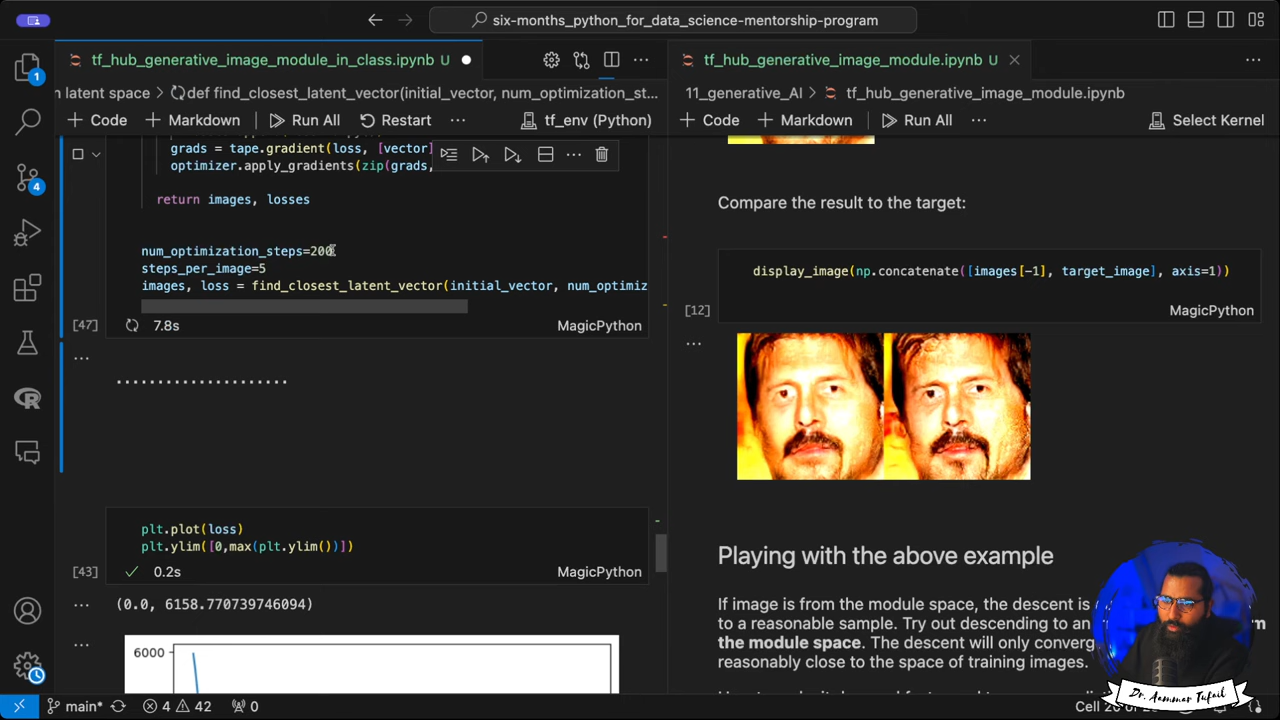 six-months_python_for_data_science-mentorship-program
tf_hub_generative_image_module_in_class.ipynb U
tf_hub_generative_image_module.ipynb U
n latent space > def find_closest_latent_vector(initial_vector, num_optimization_st...
11_generative_AI > tf_hub_generative_image_module.ipynb
+ Code + Markdown Run All Restart ... tf_env (Python)
+ Code + Markdown Run All ... Select Kernel
grads = tape.gradient(loss, [vector]
optimizer.apply_gradients(zip(grads,
return images, losses
num_optimization_steps=200
steps_per_image=5
images, loss = find_closest_latent_vector(initial_vector, num_optimiz
[47] 7.8s MagicPython
...
.....................
plt.plot(loss)
plt.ylim([0,max(plt.ylim())])
[43] 0.2s MagicPython
... (0.0, 6158.770739746094)
...
6000
Compare the result to the target:
display_image(np.concatenate([images[-1], target_image], axis=1))
[12] MagicPython
...
Playing with the above example
If image is from the module space, the descent is
to a reasonable sample. Try out descending to an
the module space. The descent will only converg
reasonably close to the space of training images.
1
4
main* 4 42 0
Dr. Aammar Tufail